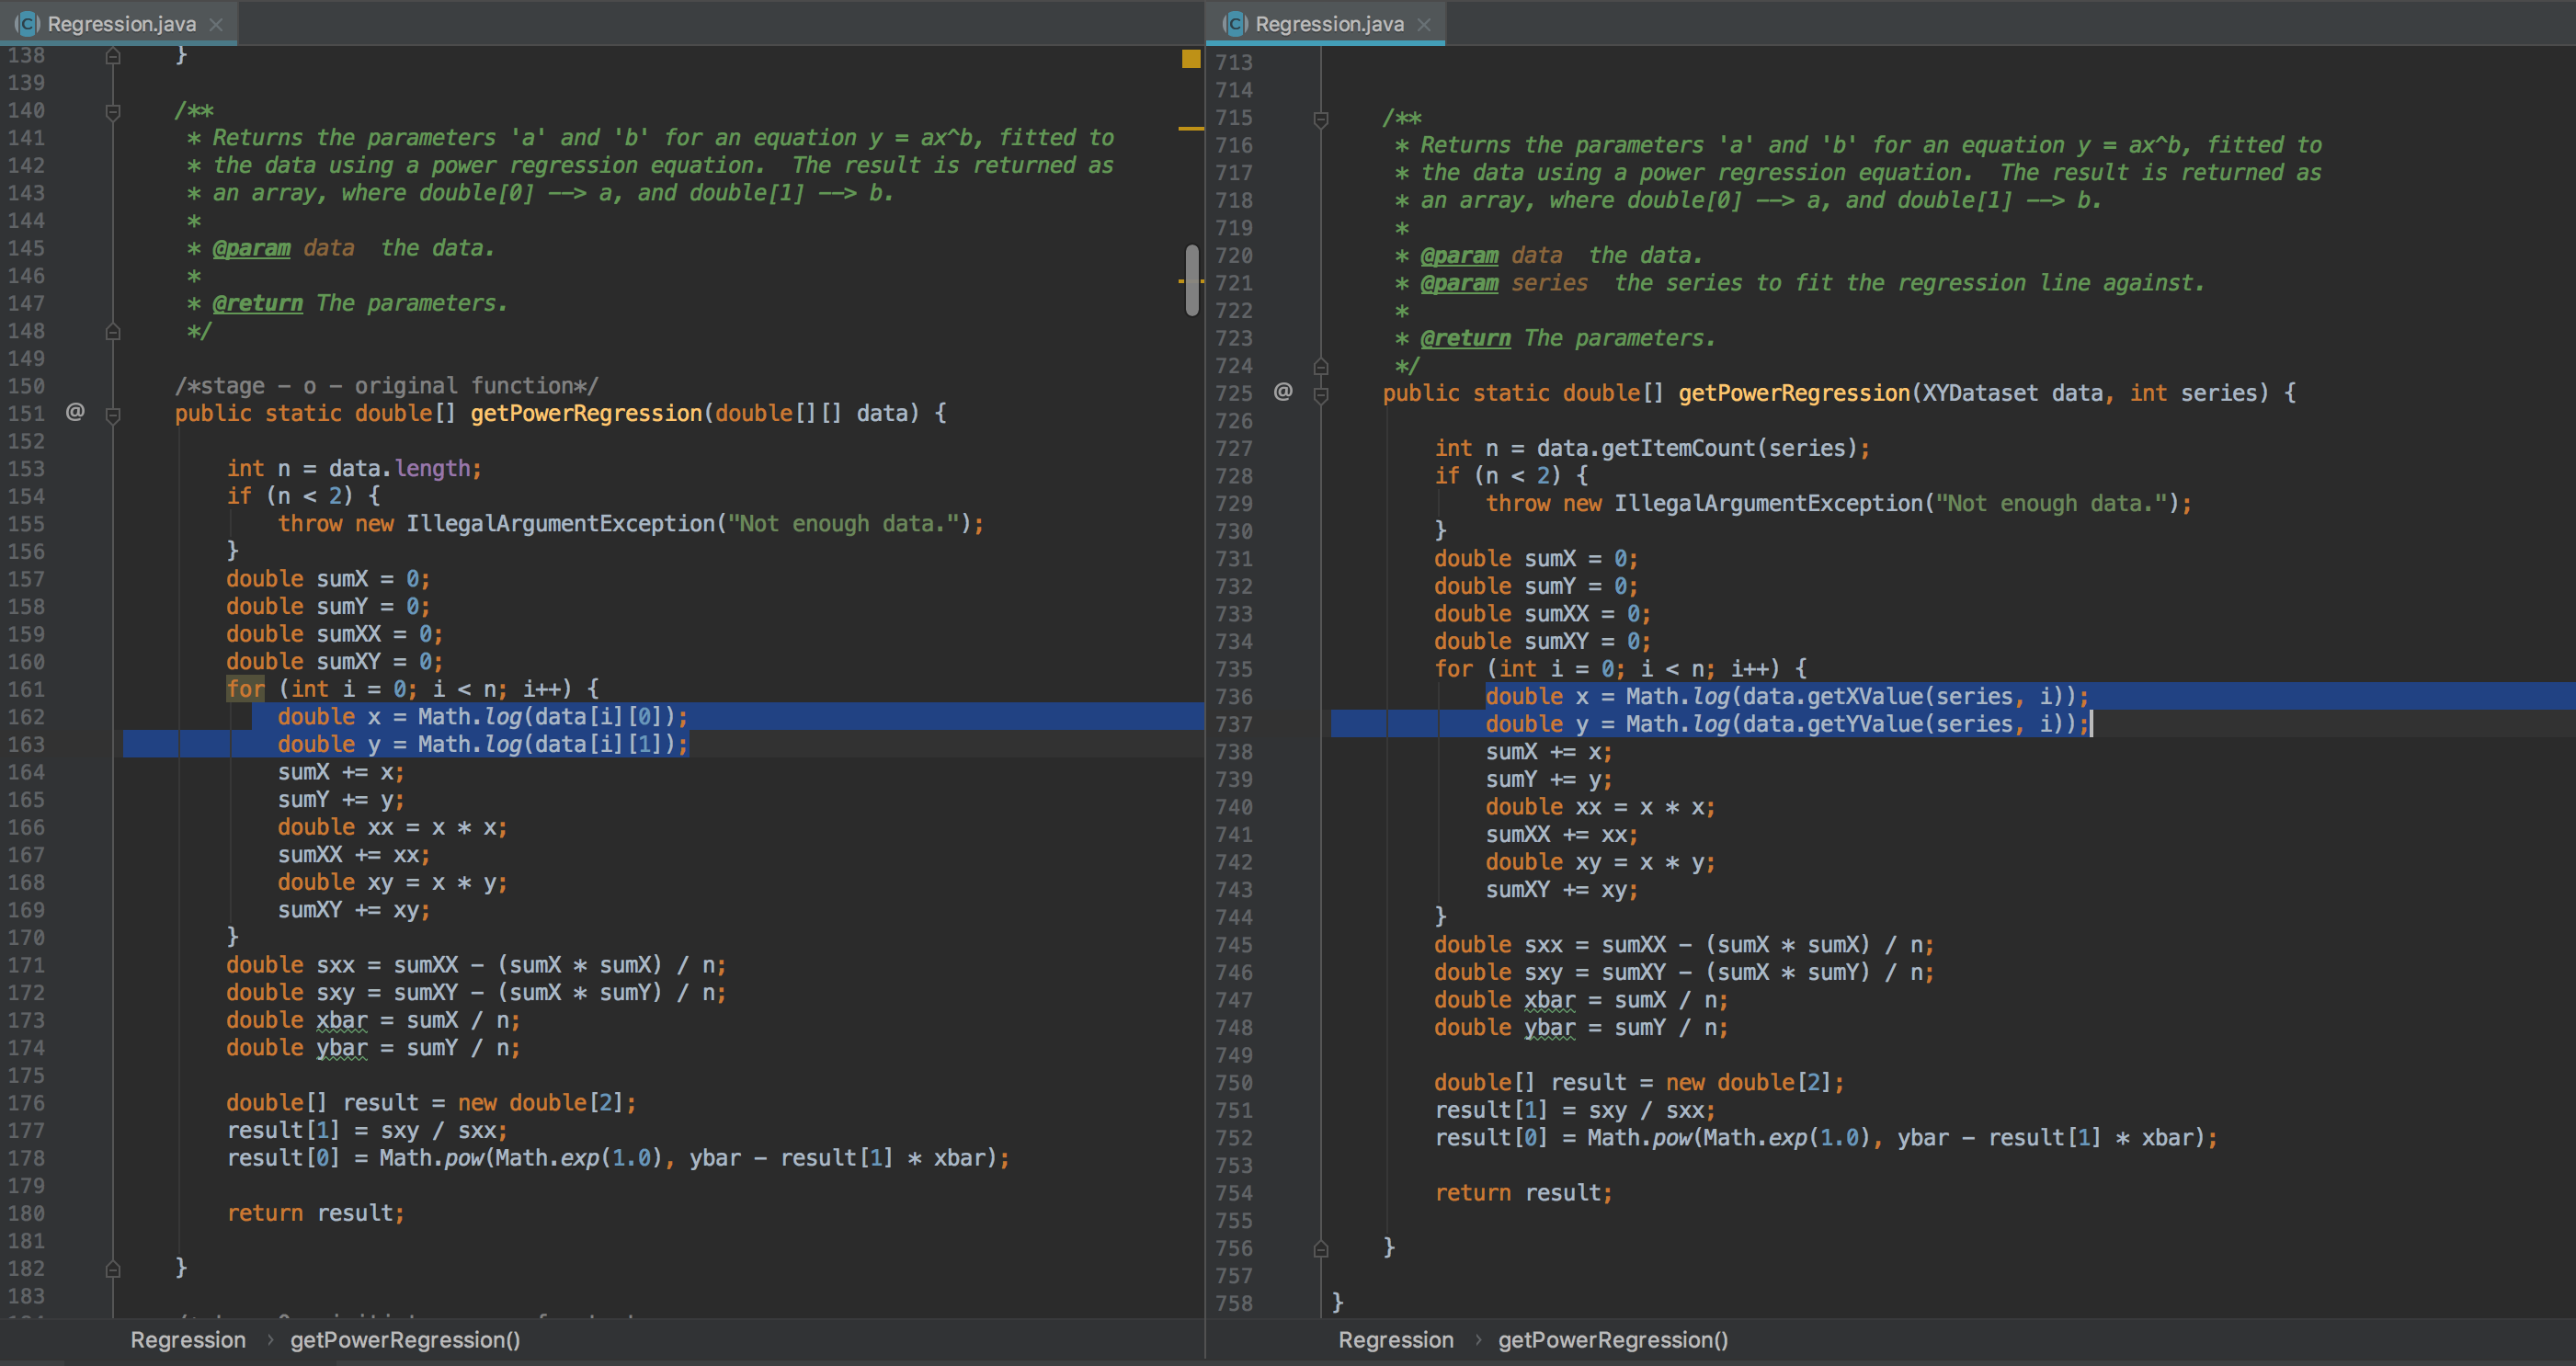 Regression.java
138 }
139
140 /**
141 * Returns the parameters 'a' and 'b' for an equation y = ax^b, fitted to
142 * the data using a power regression equation.  The result is returned as
143 * an array, where double[0] --> a, and double[1] --> b.
144 *
145 * @param data  the data.
146 *
147 * @return The parameters.
148 */
149
150 /*stage - o - original function*/
151 @ public static double[] getPowerRegression(double[][] data) {
152
153 int n = data.length;
154 if (n < 2) {
155 throw new IllegalArgumentException("Not enough data.");
156 }
157 double sumX = 0;
158 double sumY = 0;
159 double sumXX = 0;
160 double sumXY = 0;
161 for (int i = 0; i < n; i++) {
162 double x = Math.log(data[i][0]);
163 double y = Math.log(data[i][1]);
164 sumX += x;
165 sumY += y;
166 double xx = x * x;
167 sumXX += xx;
168 double xy = x * y;
169 sumXY += xy;
170 }
171 double sxx = sumXX - (sumX * sumX) / n;
172 double sxy = sumXY - (sumX * sumY) / n;
173 double xbar = sumX / n;
174 double ybar = sumY / n;
175
176 double[] result = new double[2];
177 result[1] = sxy / sxx;
178 result[0] = Math.pow(Math.exp(1.0), ybar - result[1] * xbar);
179
180 return result;
181
182 }
183
Regression > getPowerRegression()
Regression.java
713
714
715 /**
716 * Returns the parameters 'a' and 'b' for an equation y = ax^b, fitted to
717 * the data using a power regression equation.  The result is returned as
718 * an array, where double[0] --> a, and double[1] --> b.
719 *
720 * @param data  the data.
721 * @param series  the series to fit the regression line against.
722 *
723 * @return The parameters.
724 */
725 @ public static double[] getPowerRegression(XYDataset data, int series) {
726
727 int n = data.getItemCount(series);
728 if (n < 2) {
729 throw new IllegalArgumentException("Not enough data.");
730 }
731 double sumX = 0;
732 double sumY = 0;
733 double sumXX = 0;
734 double sumXY = 0;
735 for (int i = 0; i < n; i++) {
736 double x = Math.log(data.getXValue(series, i));
737 double y = Math.log(data.getYValue(series, i));
738 sumX += x;
739 sumY += y;
740 double xx = x * x;
741 sumXX += xx;
742 double xy = x * y;
743 sumXY += xy;
744 }
745 double sxx = sumXX - (sumX * sumX) / n;
746 double sxy = sumXY - (sumX * sumY) / n;
747 double xbar = sumX / n;
748 double ybar = sumY / n;
749
750 double[] result = new double[2];
751 result[1] = sxy / sxx;
752 result[0] = Math.pow(Math.exp(1.0), ybar - result[1] * xbar);
753
754 return result;
755
756 }
757
758 }
Regression > getPowerRegression()